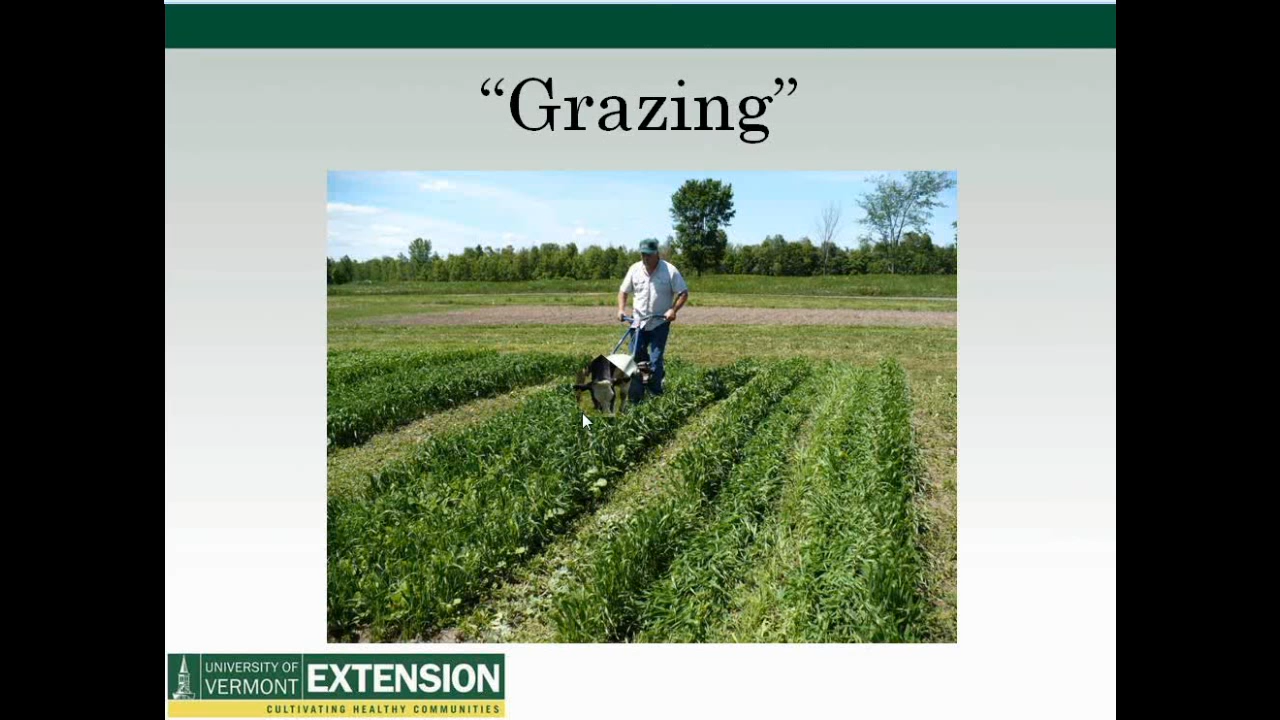 “Grazing”
UNIVERSITY OF
VERMONT
EXTENSION
CULTIVATING HEALTHY COMMUNITIES